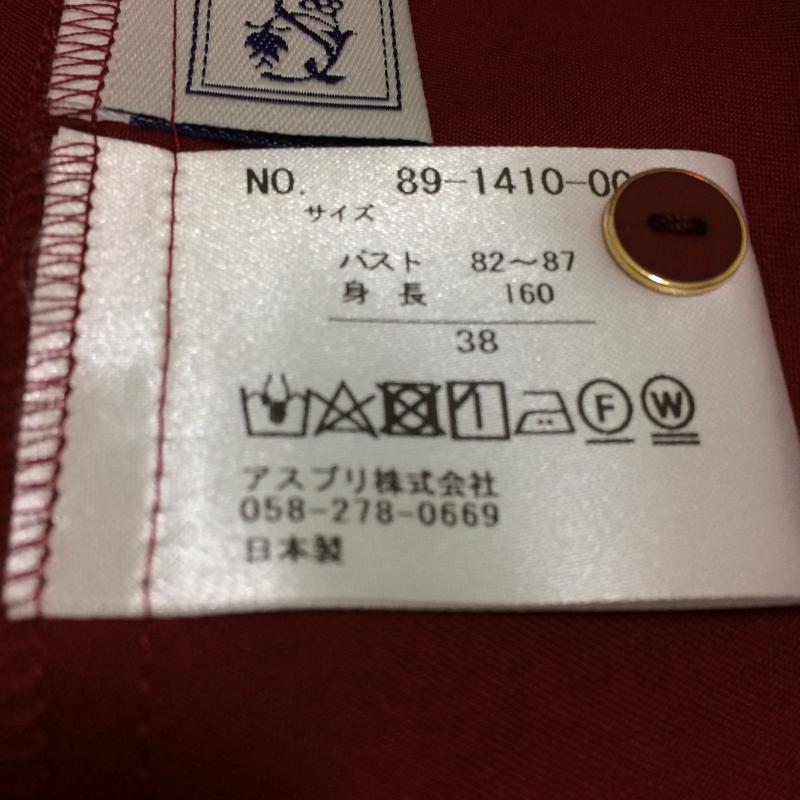 NO. 89-1410-00
サイズ
バスト 82～87
身長 160
38
F W
アスプリ株式会社
058-278-0669
日本製